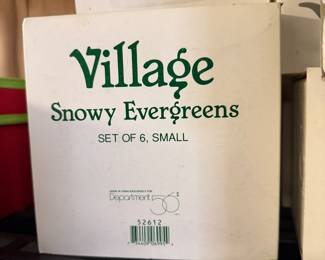 Village
Snowy Evergreens
SET OF 6, SMALL
Department 56
52612